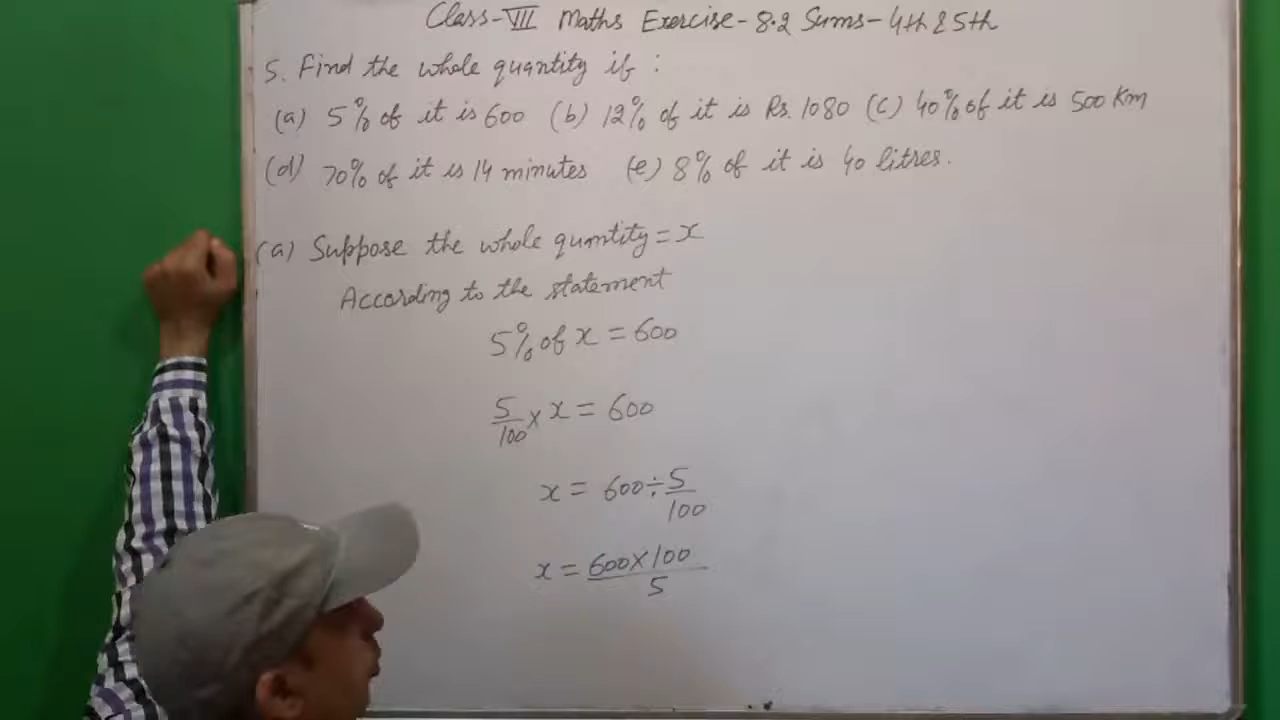 Class-VII Maths Exercise-8.2 Sums-4th & 5th
5. Find the whole quantity if :
(a) 5% of it is 600 (b) 12% of it is Rs. 1080 (c) 40% of it is 500 Km
(d) 70% of it is 14 minutes (e) 8% of it is 40 litres.
(a) Suppose the whole quantity = x
According to the statement
5% of x = 600
5/100 × x = 600
x = 600 ÷ 5/100
x = 600×100/5